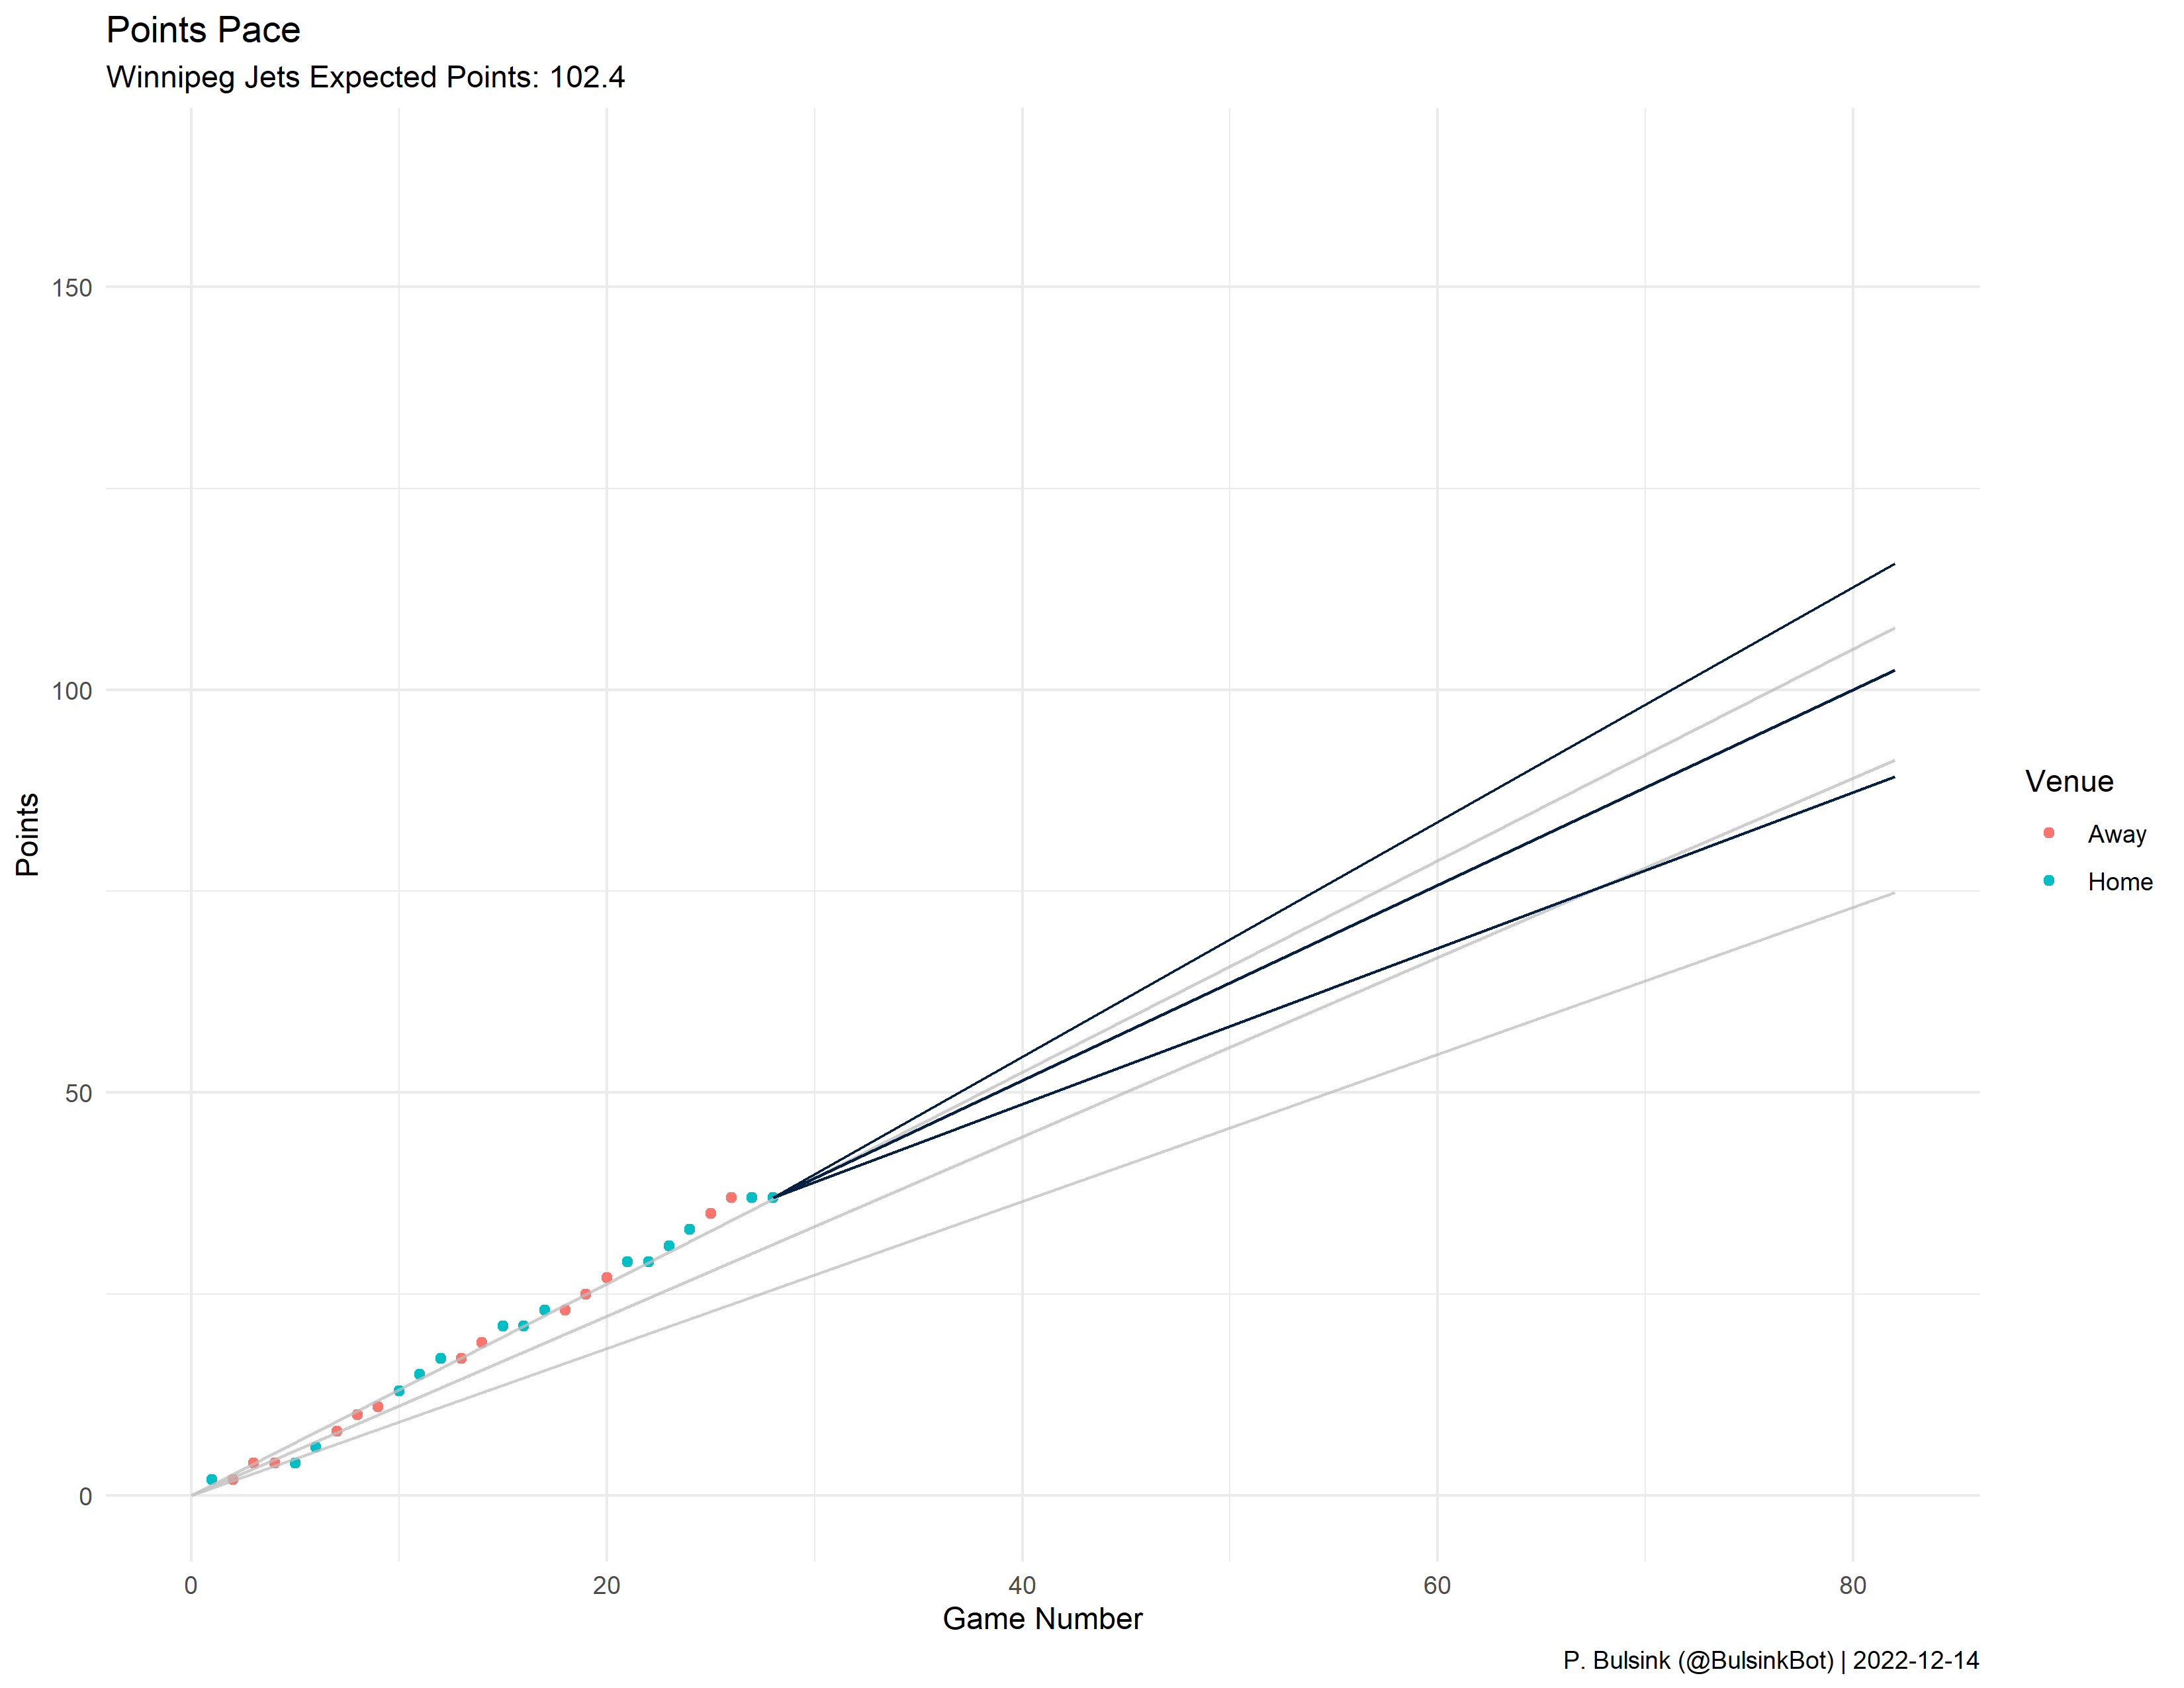 Points Pace
Winnipeg Jets Expected Points: 102.4
150
100
50
0
Points
0 20 40 60 80
Game Number
Venue
Away
Home
P. Bulsink (@BulsinkBot) | 2022-12-14